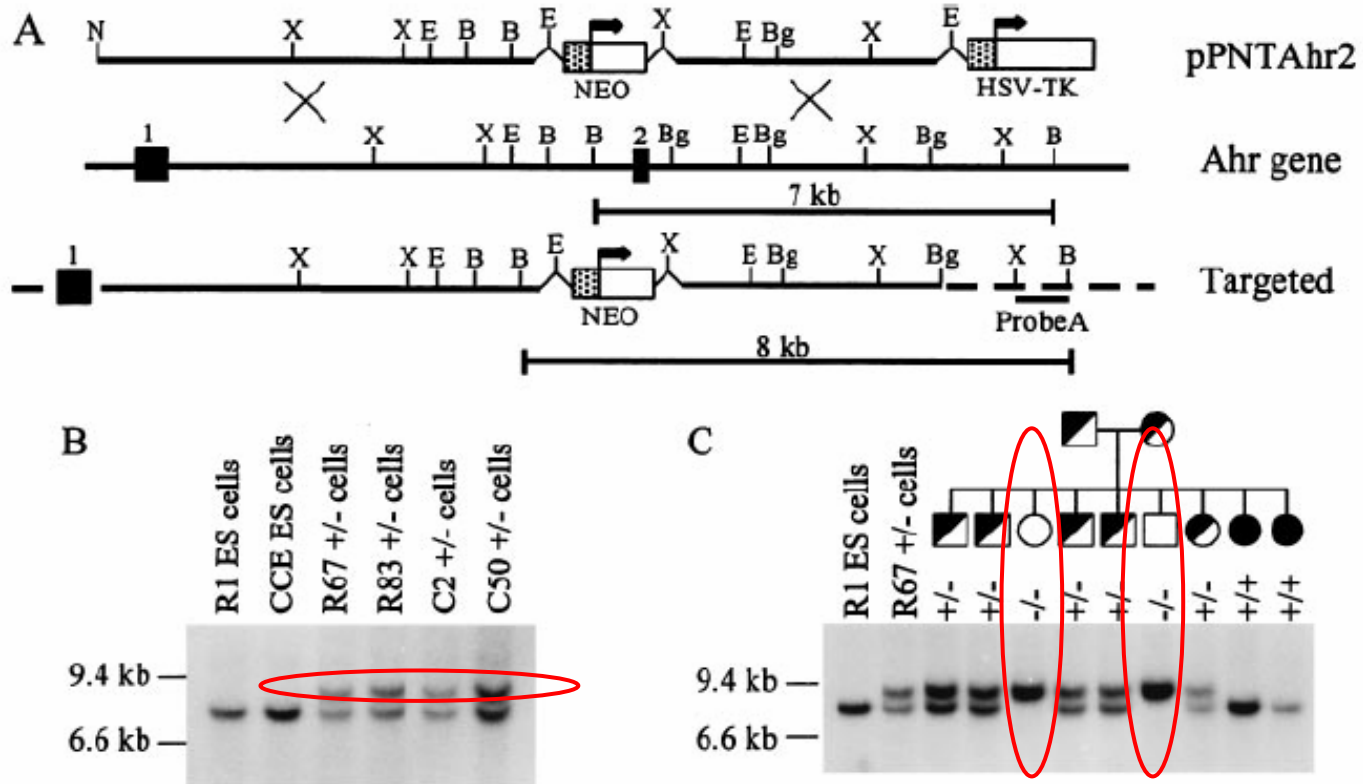 A
N X X E B B E X E Bg X E
NEO
HSV-TK
pPNTAhr2
1 X X E B B 2 Bg E Bg X Bg X B
Ahr gene
7 kb
1 X X E B B E X E Bg X Bg X B
NEO
Targeted
ProbeA
8 kb
B
R1 ES cells
CCE ES cells
R67 +/- cells
R83 +/- cells
C2 +/- cells
C50 +/- cells
9.4 kb
6.6 kb
C
R1 ES cells
R67 +/- cells
+/- +/- -/- +/- +/- -/- +/- +/+ +/+
9.4 kb
6.6 kb